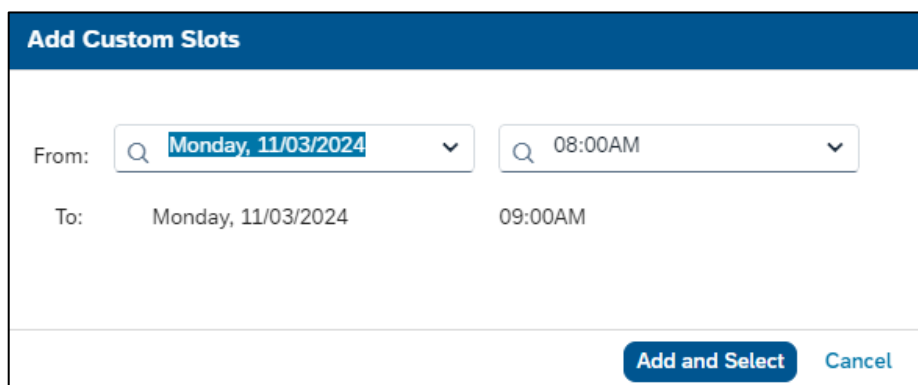 Add Custom Slots
From: Monday, 11/03/2024 08:00AM
To: Monday, 11/03/2024 09:00AM
Add and Select Cancel